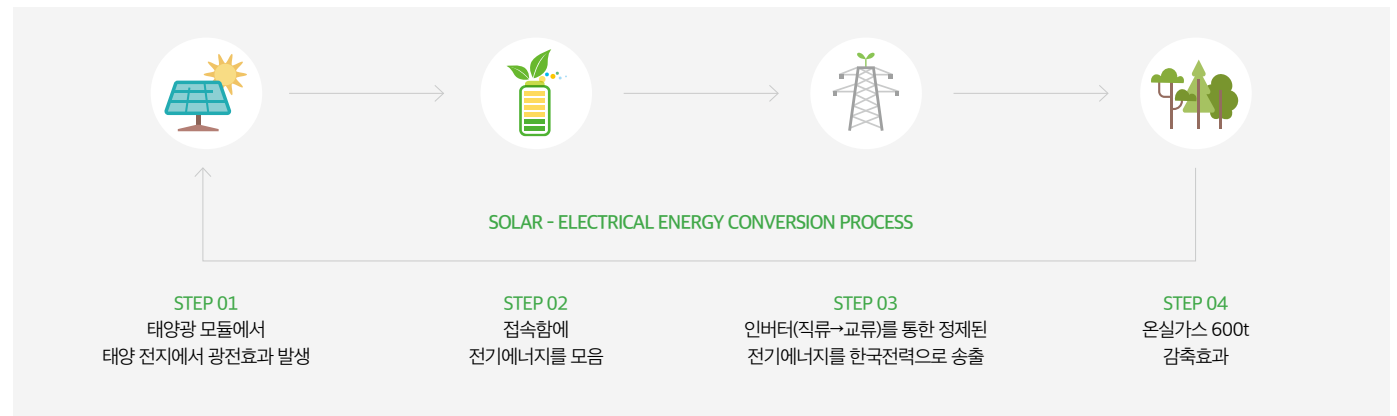 SOLAR - ELECTRICAL ENERGY CONVERSION PROCESS
STEP 01
태양광 모듈에서
태양 전지에서 광전효과 발생
STEP 02
접속함에
전기에너지를 모음
STEP 03
인버터(직류→교류)를 통한 정제된
전기에너지를 한국전력으로 송출
STEP 04
온실가스 600t
감축효과